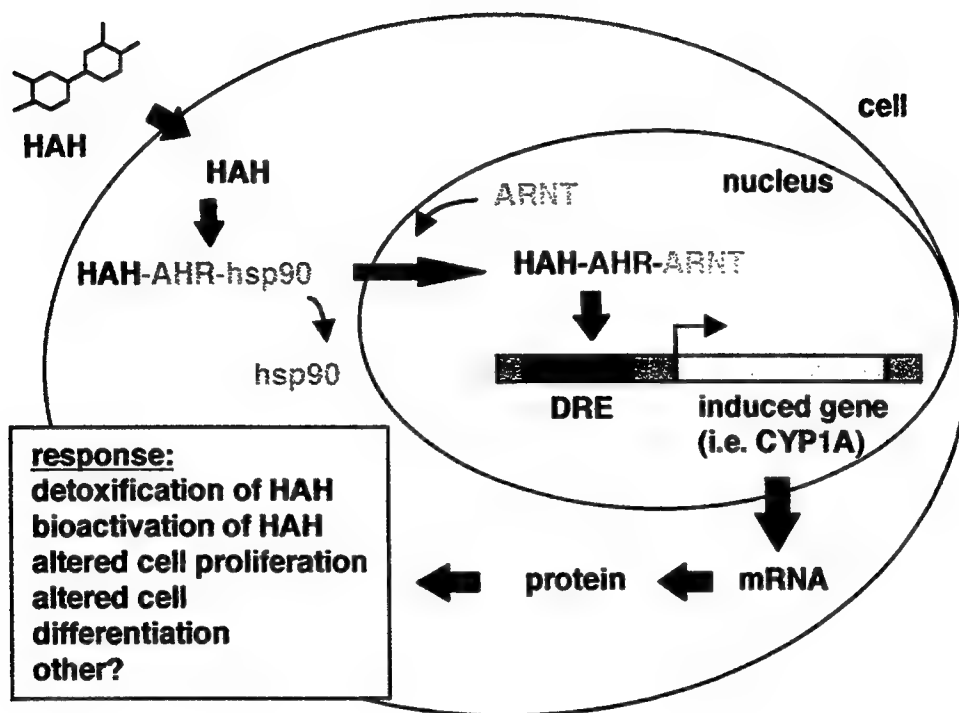 HAH
cell
HAH
nucleus
ARNT
HAH-AHR-hsp90
HAH-AHR-ARNT
hsp90
DRE
induced gene
(i.e. CYP1A)
response:
detoxification of HAH
bioactivation of HAH
altered cell proliferation
altered cell
differentiation
other?
protein
mRNA